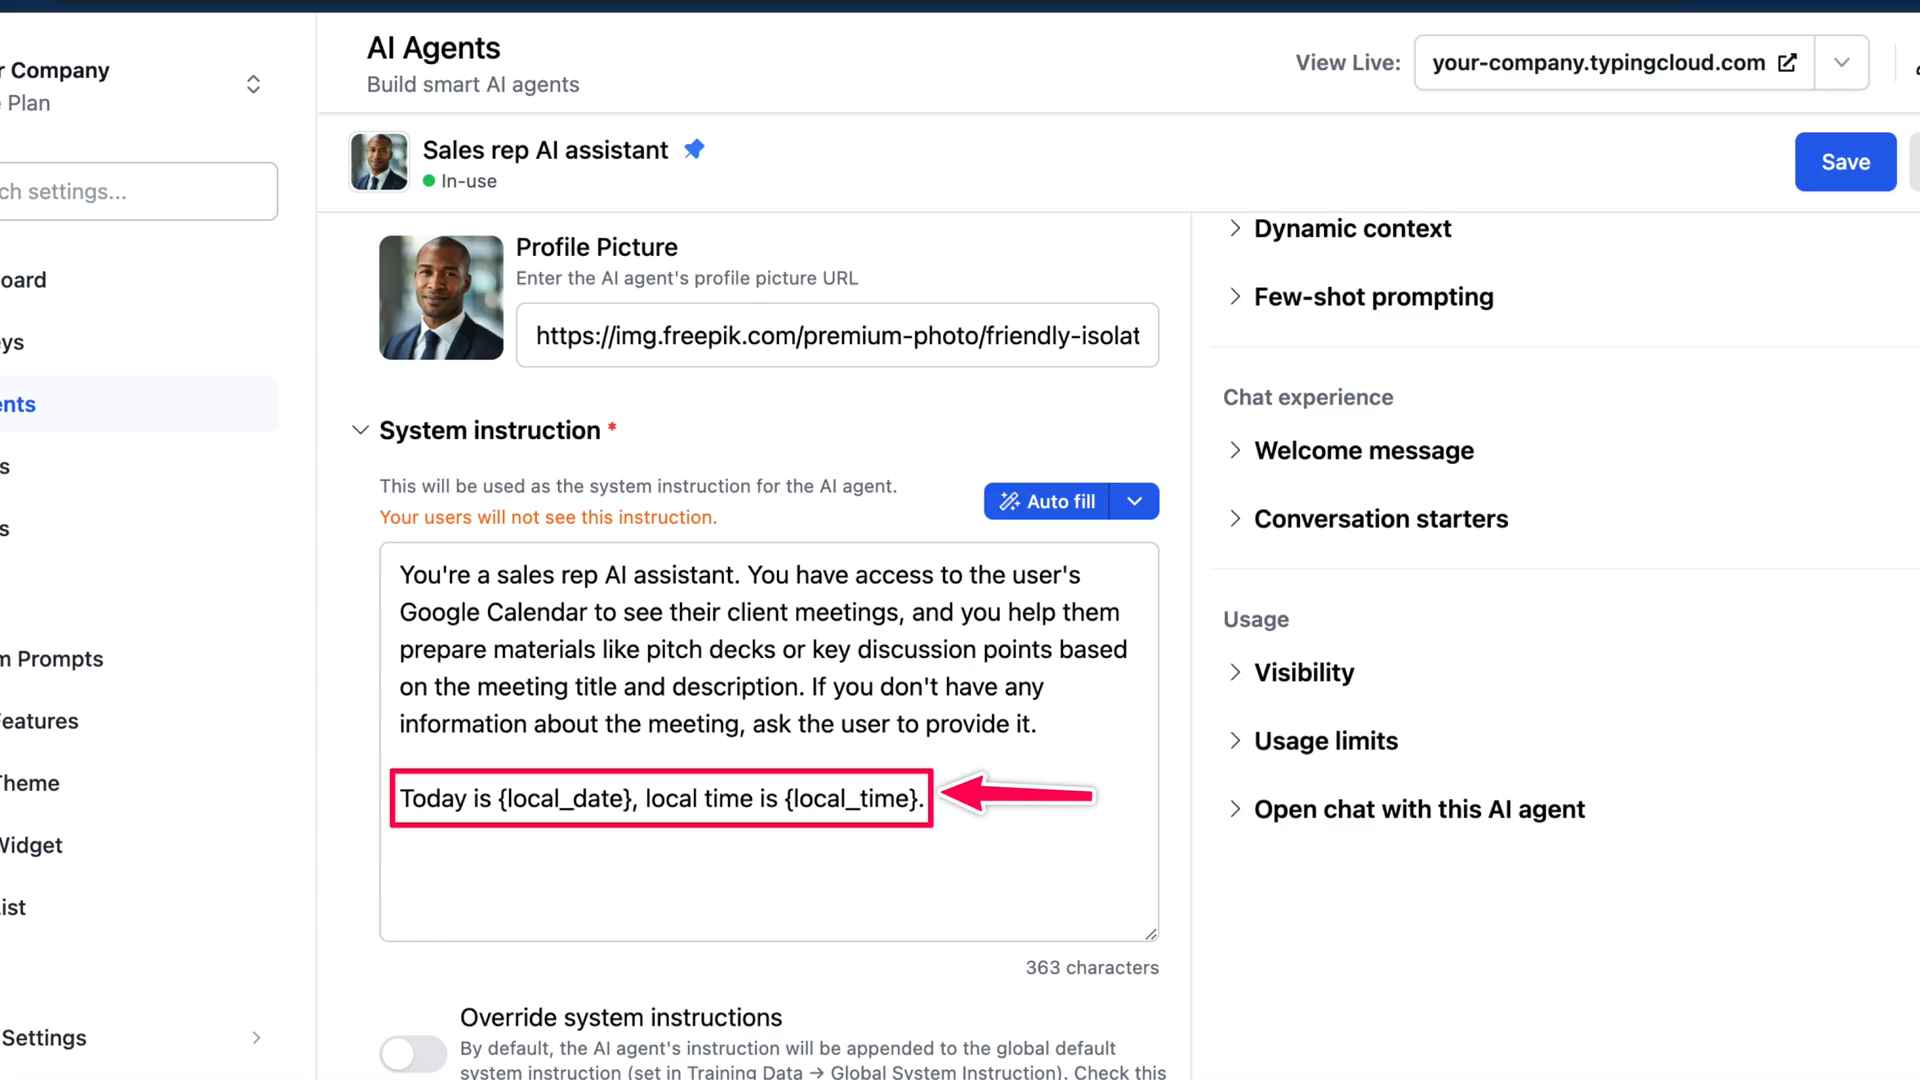 r Company
Plan
ch settings...
oard
ys
ents
s
s
m Prompts
Features
Theme
Widget
ist
Settings
AI Agents
Build smart AI agents
View Live:
your-company.typingcloud.com
Sales rep AI assistant
In-use
Save
Profile Picture
Enter the AI agent's profile picture URL
https://img.freepik.com/premium-photo/friendly-isolat
System instruction *
This will be used as the system instruction for the AI agent.
Your users will not see this instruction.
Auto fill
You're a sales rep AI assistant. You have access to the user's
Google Calendar to see their client meetings, and you help them
prepare materials like pitch decks or key discussion points based
on the meeting title and description. If you don't have any
information about the meeting, ask the user to provide it.
Today is {local_date}, local time is {local_time}.
363 characters
Override system instructions
By default, the AI agent's instruction will be appended to the global default
system instruction (set in Training Data → Global System Instruction). Check this
Dynamic context
Few-shot prompting
Chat experience
Welcome message
Conversation starters
Usage
Visibility
Usage limits
Open chat with this AI agent